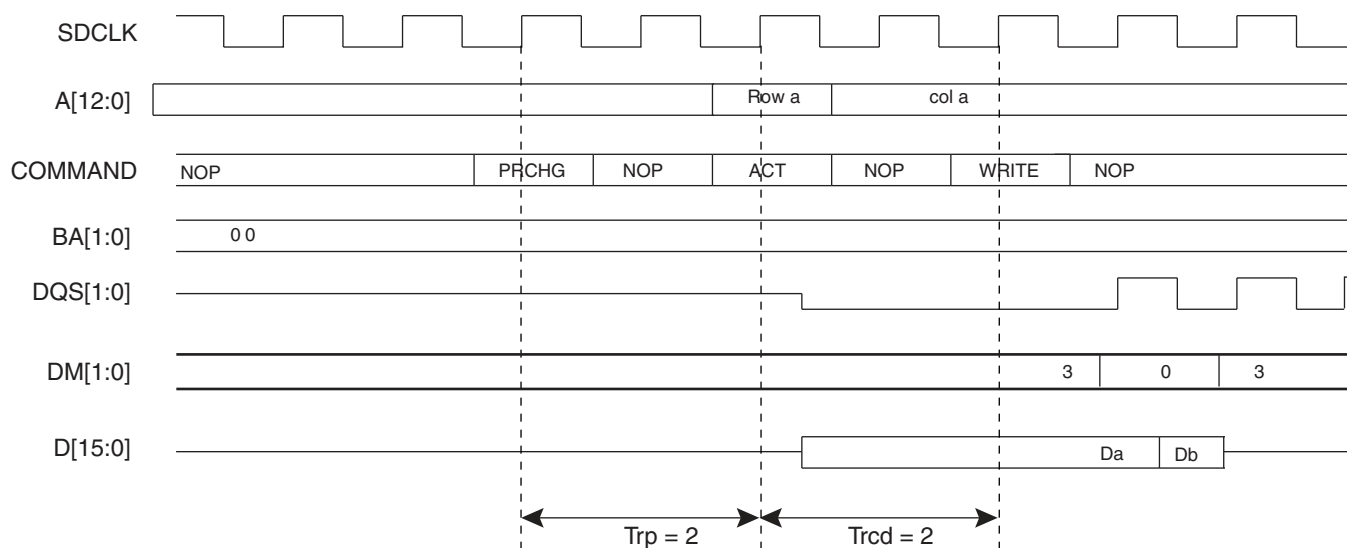 SDCLK
A[12:0] Row a col a
COMMAND NOP PRCHG NOP ACT NOP WRITE NOP
BA[1:0] 0 0
DQS[1:0]
DM[1:0] 3 0 3
D[15:0] Da Db
Trp = 2 Trcd = 2